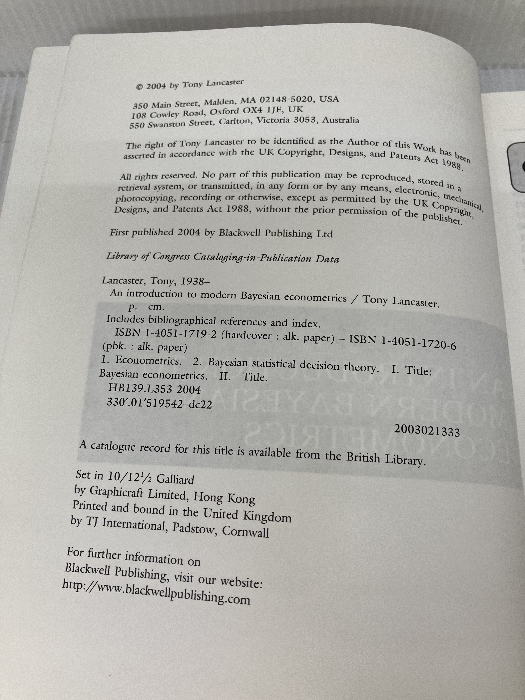 © 2004 by Tony Lancaster
350 Main Street, Malden, MA 02148-5020, USA
108 Cowley Road, Oxford OX4 1JF, UK
550 Swanston Street, Carlton, Victoria 3053, Australia
The right of Tony Lancaster to be identified as the Author of this Work has been
asserted in accordance with the UK Copyright, Designs, and Patents Act 1988.
All rights reserved. No part of this publication may be reproduced, stored in a
retrieval system, or transmitted, in any form or by any means, electronic, mechanical,
photocopying, recording or otherwise, except as permitted by the UK Copyright,
Designs, and Patents Act 1988, without the prior permission of the publisher.
First published 2004 by Blackwell Publishing Ltd
Library of Congress Cataloging-in-Publication Data
Lancaster, Tony, 1938–
An introduction to modern Bayesian econometrics / Tony Lancaster.
p. cm.
Includes bibliographical references and index.
ISBN 1-4051-1719-2 (hardcover : alk. paper) – ISBN 1-4051-1720-6
(pbk. : alk. paper)
1. Econometrics. 2. Bayesian statistical decision theory. I. Title:
Bayesian econometrics. II. Title.
HB139.L353 2004
330′.01′519542–dc22
2003021333
A catalogue record for this title is available from the British Library.
Set in 10/12½ Galliard
by Graphicraft Limited, Hong Kong
Printed and bound in the United Kingdom
by TJ International, Padstow, Cornwall
For further information on
Blackwell Publishing, visit our website:
http://www.blackwellpublishing.com